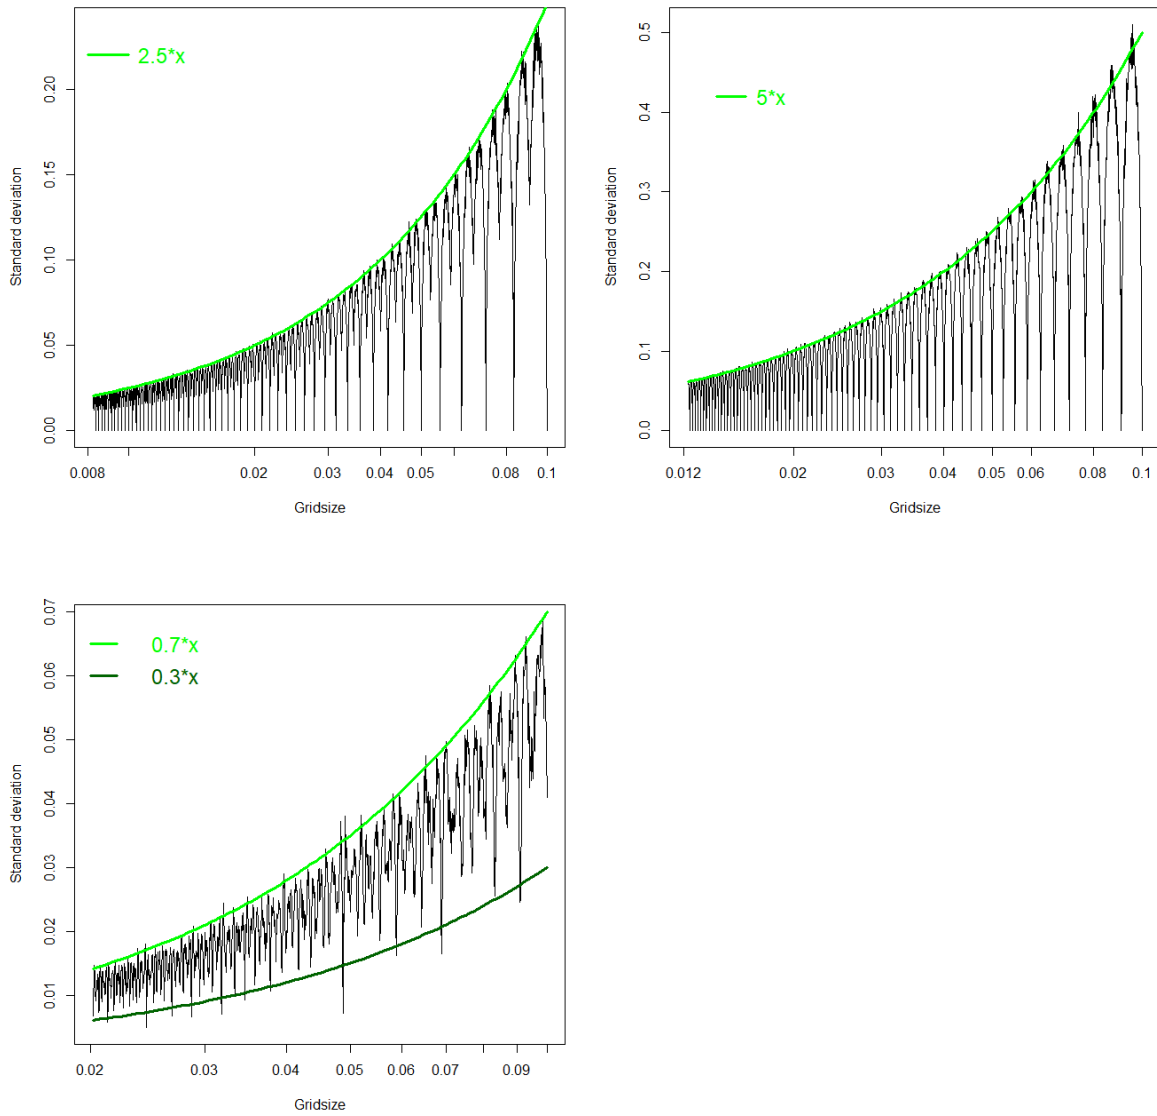 2.5*x
Standard deviation
0.00 0.05 0.10 0.15 0.20
0.008 0.02 0.03 0.04 0.05 0.08 0.1
Gridsize
5*x
Standard deviation
0.0 0.1 0.2 0.3 0.4 0.5
0.012 0.02 0.03 0.04 0.05 0.06 0.08 0.1
Gridsize
0.7*x
0.3*x
Standard deviation
0.01 0.02 0.03 0.04 0.05 0.06 0.07
0.02 0.03 0.04 0.05 0.06 0.07 0.09
Gridsize